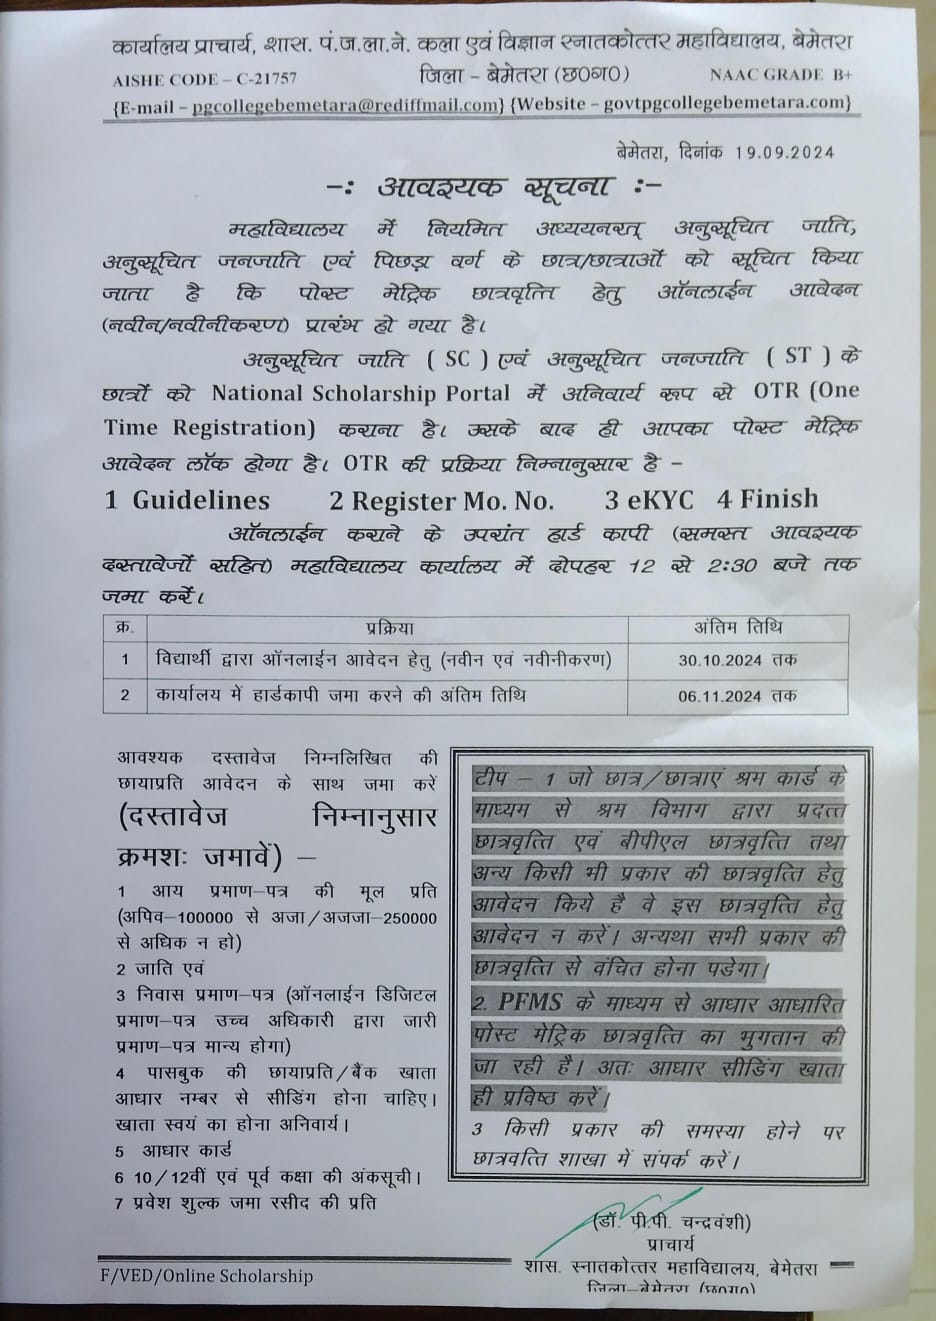 कार्यालय प्राचार्य, शास. पं.ज.ला.ने. कला एवं विज्ञान स्नातकोत्तर महाविद्यालय, बेमेतरा
AISHE CODE – C-21757 जिला – बेमेतरा (छ0ग0) NAAC GRADE B+
{E-mail – pgcollegebemetara@rediffmail.com} {Website – govtpgcollegebemetara.com}
बेमेतरा, दिनांक 19.09.2024
–: आवश्यक सूचना :–
महाविद्यालय में नियमित अध्ययनरत् अनुसूचित जाति,
अनुसूचित जनजाति एवं पिछड़ा वर्ग के छात्र/छात्राओं को सूचित किया
जाता है कि पोस्ट मेट्रिक छात्रवृत्ति हेतु ऑनलाईन आवेदन
(नवीन/नवीनीकरण) प्रारंभ हो गया है।
अनुसूचित जाति ( SC ) एवं अनुसूचित जनजाति ( ST ) के
छात्रों को National Scholarship Portal में अनिवार्य रूप से OTR (One
Time Registration) कराना है। उसके बाद ही आपका पोस्ट मेट्रिक
आवेदन लॉक होगा है। OTR की प्रक्रिया निम्नानुसार है –
1 Guidelines 2 Register Mo. No. 3 eKYC 4 Finish
ऑनलाईन कराने के उपरांत हार्ड कापी (समस्त आवश्यक
दस्तावेजों सहित) महाविद्यालय कार्यालय में दोपहर 12 से 2:30 बजे तक
जमा करें।
क्र. प्रक्रिया अंतिम तिथि
1 विद्यार्थी द्वारा ऑनलाईन आवेदन हेतु (नवीन एवं नवीनीकरण) 30.10.2024 तक
2 कार्यालय में हार्डकापी जमा करने की अंतिम तिथि 06.11.2024 तक
आवश्यक दस्तावेज निम्नलिखित की
छायाप्रति आवेदन के साथ जमा करें
(दस्तावेज निम्नानुसार
क्रमशः जमावें) –
1 आय प्रमाण–पत्र की मूल प्रति
(अपिव–100000 से अजा/अजजा–250000
से अधिक न हो)
2 जाति एवं
3 निवास प्रमाण–पत्र (ऑनलाईन डिजिटल
प्रमाण–पत्र उच्च अधिकारी द्वारा जारी
प्रमाण–पत्र मान्य होगा)
4 पासबुक की छायाप्रति/बैंक खाता
आधार नम्बर से सीडिंग होना चाहिए।
खाता स्वयं का होना अनिवार्य।
5 आधार कार्ड
6 10/12वीं एवं पूर्व कक्षा की अंकसूची।
7 प्रवेश शुल्क जमा रसीद की प्रति
टीप – 1 जो छात्र/छात्राएं श्रम कार्ड के
माध्यम से श्रम विभाग द्वारा प्रदत्त
छात्रवृत्ति एवं बीपीएल छात्रवृत्ति तथा
अन्य किसी भी प्रकार की छात्रवृत्ति हेतु
आवेदन किये है वे इस छात्रवृत्ति हेतु
आवेदन न करें। अन्यथा सभी प्रकार की
छात्रवृत्ति से वंचित होना पडेगा।
2. PFMS के माध्यम से आधार आधारित
पोस्ट मेट्रिक छात्रवृत्ति का भुगतान की
जा रही है। अतः आधार सीडिंग खाता
ही प्रविष्ठ करें।
3 किसी प्रकार की समस्या होने पर
छात्रवत्ति शाखा में संपर्क करें।
(डॉ. पी.पी. चन्द्रवंशी)
प्राचार्य
शास. स्नातकोत्तर महाविद्यालय, बेमेतरा
जिला–बेमेतरा (छ0ग0)
F/VED/Online Scholarship